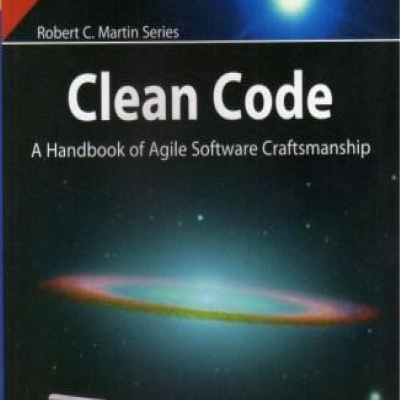 Robert C. Martin Series
Clean Code
A Handbook of Agile Software Craftsmanship